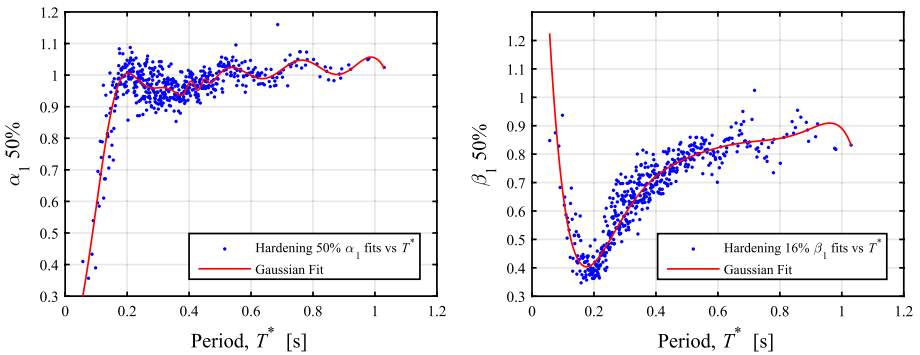 1.2
1.1
1
0.9
0.8
0.7
0.6
0.5
0.4
0.3
0 0.2 0.4 0.6 0.8 1 1.2
α1 50%
Period, T* [s]
Hardening 50% α1 fits vs T*
Gaussian Fit
1.2
1.1
1
0.9
0.8
0.7
0.6
0.5
0.4
0.3
0 0.2 0.4 0.6 0.8 1 1.2
β1 50%
Period, T* [s]
Hardening 16% β1 fits vs T*
Gaussian Fit